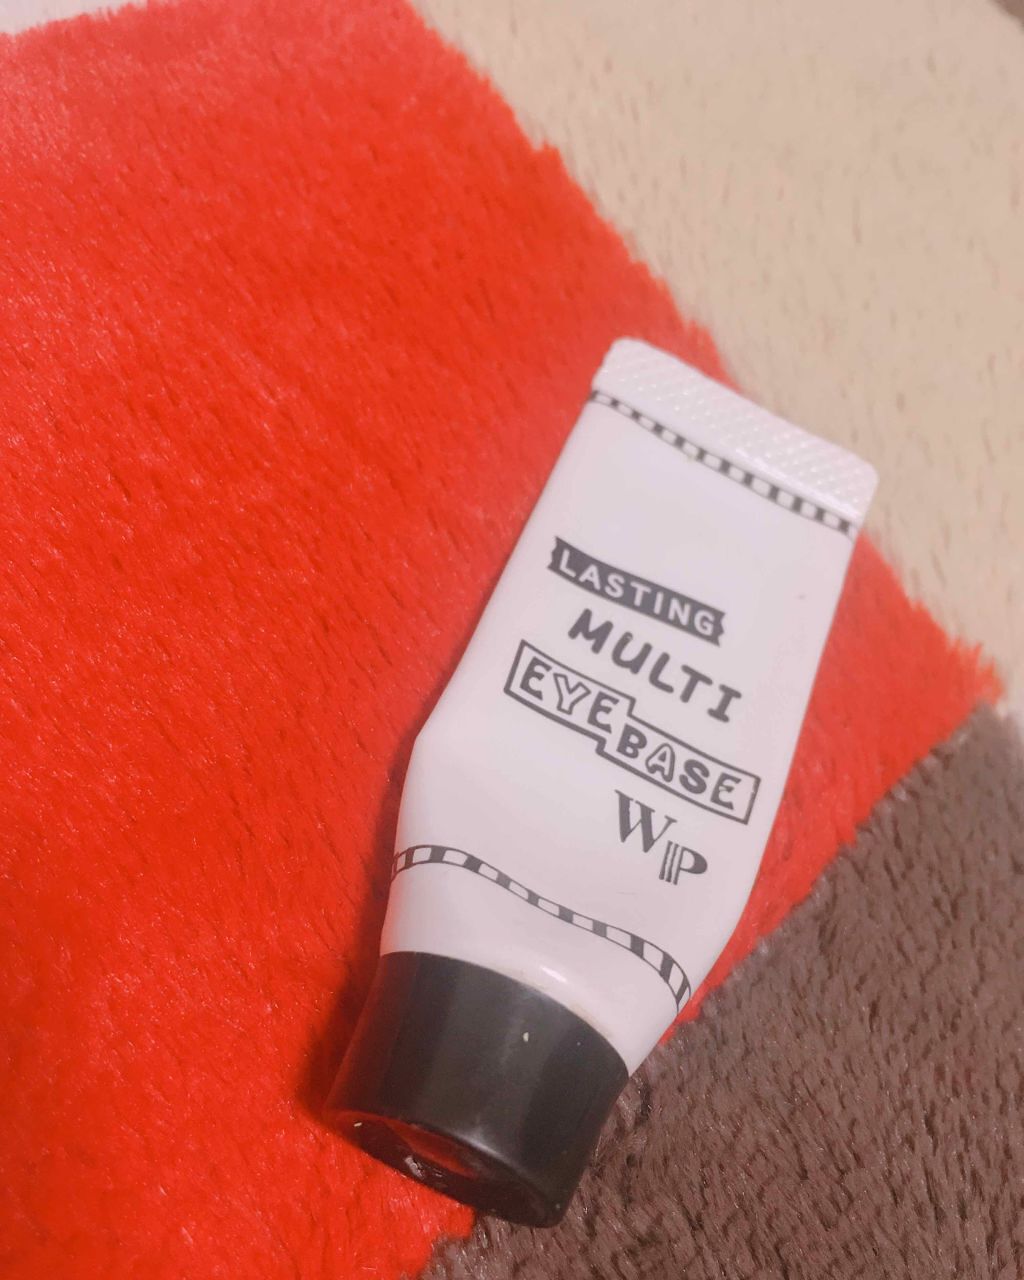 LASTING
MULTI
EYE BASE
WP